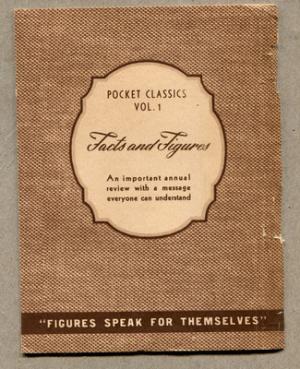 POCKET CLASSICS
VOL. 1
Facts and Figures
An important annual
review with a message
everyone can understand
"FIGURES SPEAK FOR THEMSELVES"